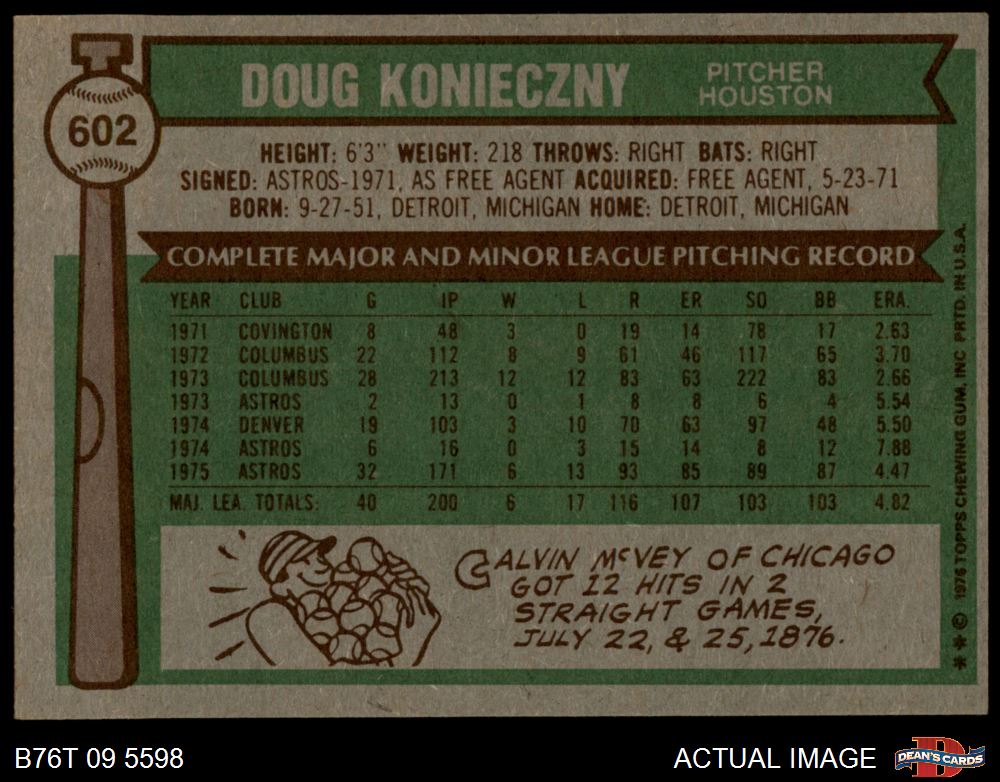 602
DOUG KONIECZNY
PITCHER
HOUSTON
HEIGHT: 6'3" WEIGHT: 218 THROWS: RIGHT BATS: RIGHT
SIGNED: ASTROS-1971, AS FREE AGENT ACQUIRED: FREE AGENT, 5-23-71
BORN: 9-27-51, DETROIT, MICHIGAN HOME: DETROIT, MICHIGAN
COMPLETE MAJOR AND MINOR LEAGUE PITCHING RECORD
YEAR CLUB G IP W L R ER SO BB ERA.
1971 COVINGTON 8 48 3 0 19 14 78 17 2.63
1972 COLUMBUS 22 112 8 9 61 46 117 65 3.70
1973 COLUMBUS 28 213 12 12 83 63 222 83 2.66
1973 ASTROS 2 13 0 1 8 8 6 4 5.54
1974 DENVER 19 103 3 10 70 63 97 48 5.50
1974 ASTROS 6 16 0 3 15 14 8 12 7.88
1975 ASTROS 32 171 6 13 93 85 89 87 4.47
MAJ. LEA. TOTALS: 40 200 6 17 116 107 103 103 4.82
CALVIN McVEY OF CHICAGO
GOT 12 HITS IN 2
STRAIGHT GAMES,
JULY 22, & 25, 1876.
** © 1976 TOPPS CHEWING GUM, INC PRTD. IN U.S.A.
B76T 09 5598
ACTUAL IMAGE
D
DEAN'S CARDS